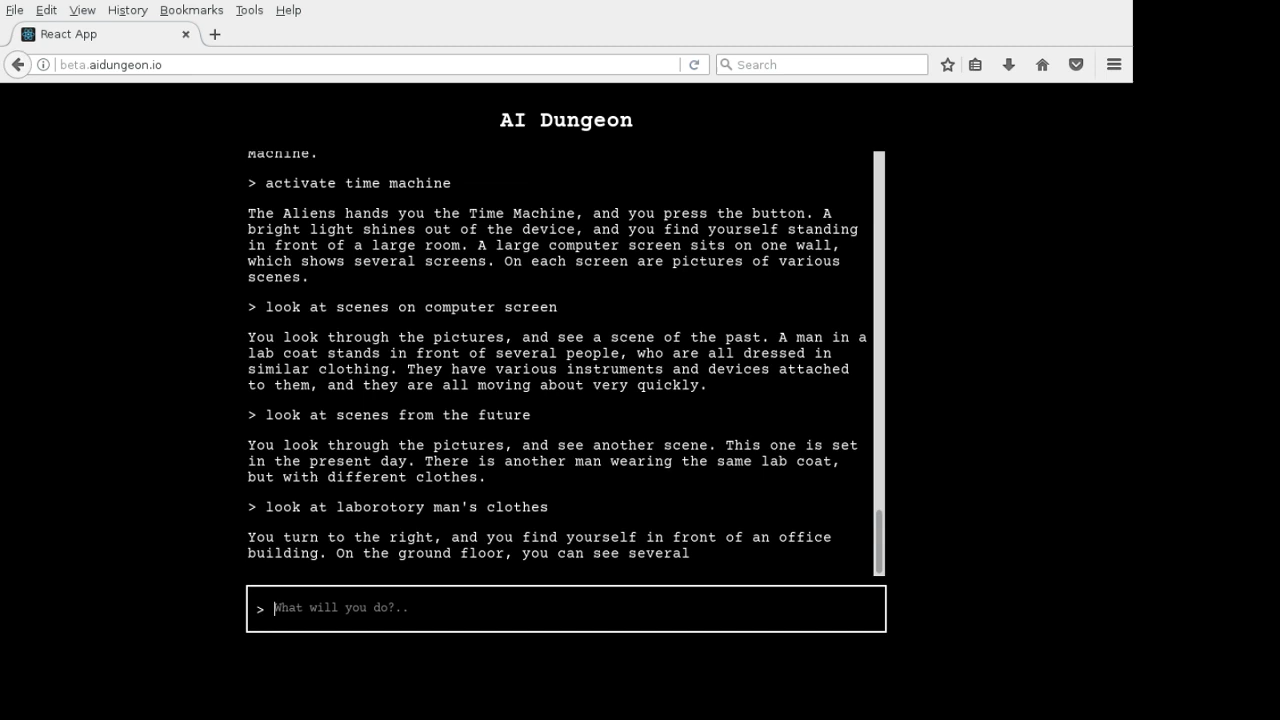 File Edit View History Bookmarks Tools Help
React App
beta.aidungeon.io
Search
AI Dungeon
Machine.
> activate time machine
The Aliens hands you the Time Machine, and you press the button. A
bright light shines out of the device, and you find yourself standing
in front of a large room. A large computer screen sits on one wall,
which shows several screens. On each screen are pictures of various
scenes.
> look at scenes on computer screen
You look through the pictures, and see a scene of the past. A man in a
lab coat stands in front of several people, who are all dressed in
similar clothing. They have various instruments and devices attached
to them, and they are all moving about very quickly.
> look at scenes from the future
You look through the pictures, and see another scene. This one is set
in the present day. There is another man wearing the same lab coat,
but with different clothes.
> look at laborotory man's clothes
You turn to the right, and you find yourself in front of an office
building. On the ground floor, you can see several
> What will you do?..